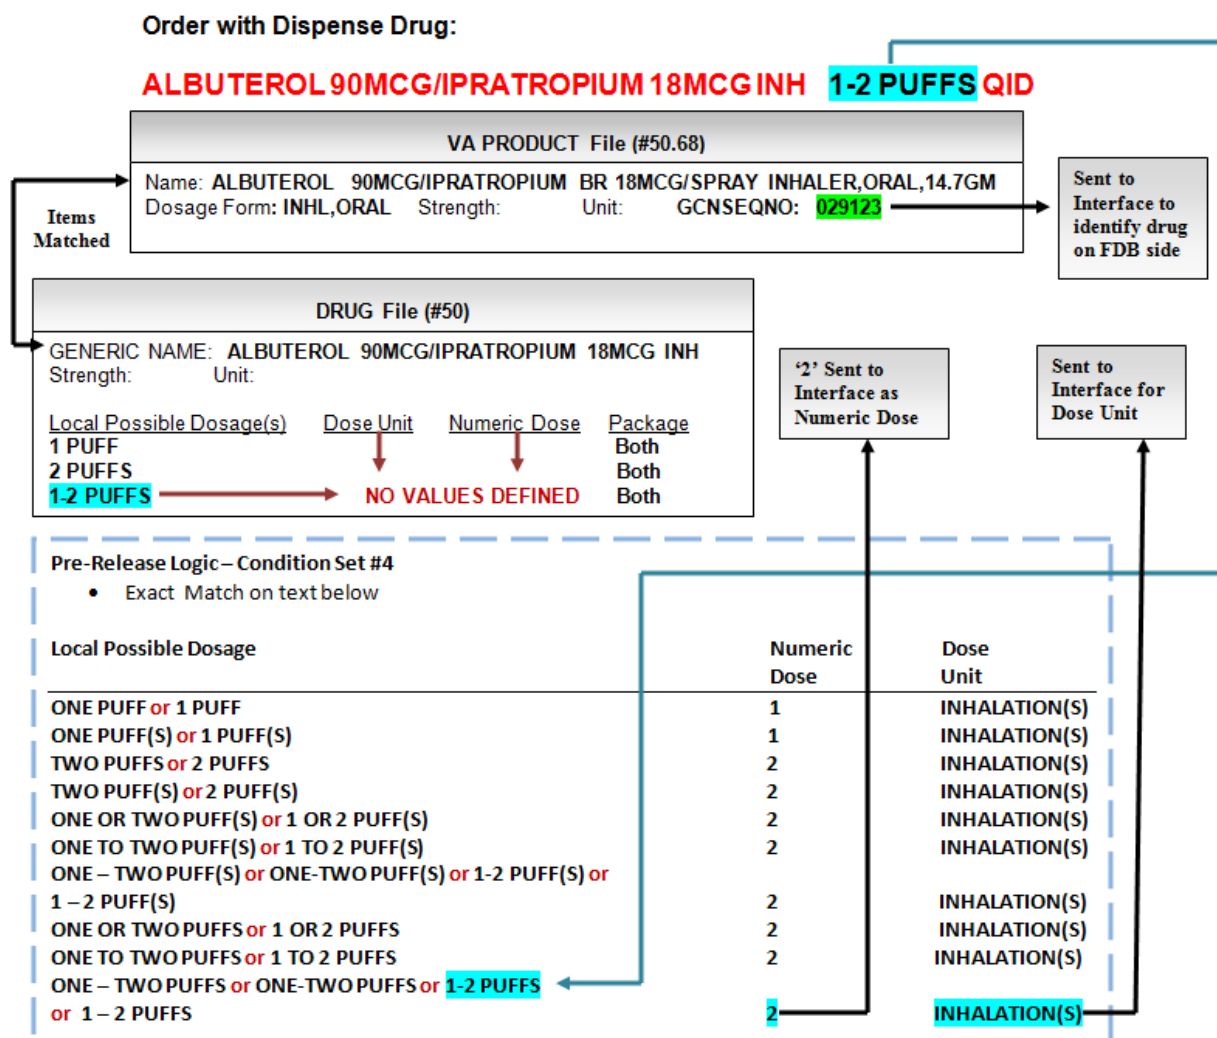 Order with Dispense Drug:
ALBUTEROL 90MCG/IPRATROPIUM 18MCG INH 1-2 PUFFS QID
VA PRODUCT File (#50.68)
Name: ALBUTEROL 90MCG/IPRATROPIUM BR 18MCG/SPRAY INHALER,ORAL,14.7GM
Dosage Form: INHL,ORAL Strength: Unit: GCNSEQNO: 029123
Sent to
Interface to
identify drug
on FDB side
Items
Matched
DRUG File (#50)
GENERIC NAME: ALBUTEROL 90MCG/IPRATROPIUM 18MCG INH
Strength: Unit:
Local Possible Dosage(s) Dose Unit Numeric Dose Package
1 PUFF Both
2 PUFFS Both
1-2 PUFFS NO VALUES DEFINED Both
‘2’ Sent to
Interface as
Numeric Dose
Sent to
Interface for
Dose Unit
Pre-Release Logic – Condition Set #4
• Exact Match on text below
Local Possible Dosage Numeric Dose
Dose Unit
ONE PUFF or 1 PUFF 1 INHALATION(S)
ONE PUFF(S) or 1 PUFF(S) 1 INHALATION(S)
TWO PUFFS or 2 PUFFS 2 INHALATION(S)
TWO PUFF(S) or 2 PUFF(S) 2 INHALATION(S)
ONE OR TWO PUFF(S) or 1 OR 2 PUFF(S) 2 INHALATION(S)
ONE TO TWO PUFF(S) or 1 TO 2 PUFF(S) 2 INHALATION(S)
ONE – TWO PUFF(S) or ONE-TWO PUFF(S) or 1-2 PUFF(S) or
1 – 2 PUFF(S) 2 INHALATION(S)
ONE OR TWO PUFFS or 1 OR 2 PUFFS 2 INHALATION(S)
ONE TO TWO PUFFS or 1 TO 2 PUFFS 2 INHALATION(S)
ONE – TWO PUFFS or ONE-TWO PUFFS or 1-2 PUFFS
or 1 – 2 PUFFS 2 INHALATION(S)